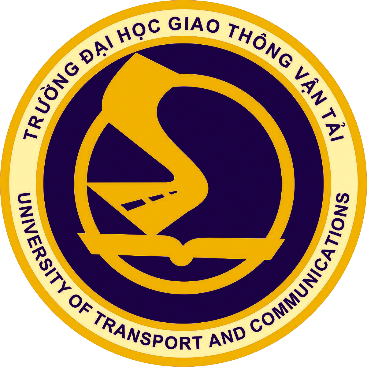 TRƯỜNG ĐẠI HỌC GIAO THÔNG VẬN TẢI
UNIVERSITY OF TRANSPORT AND COMMUNICATIONS